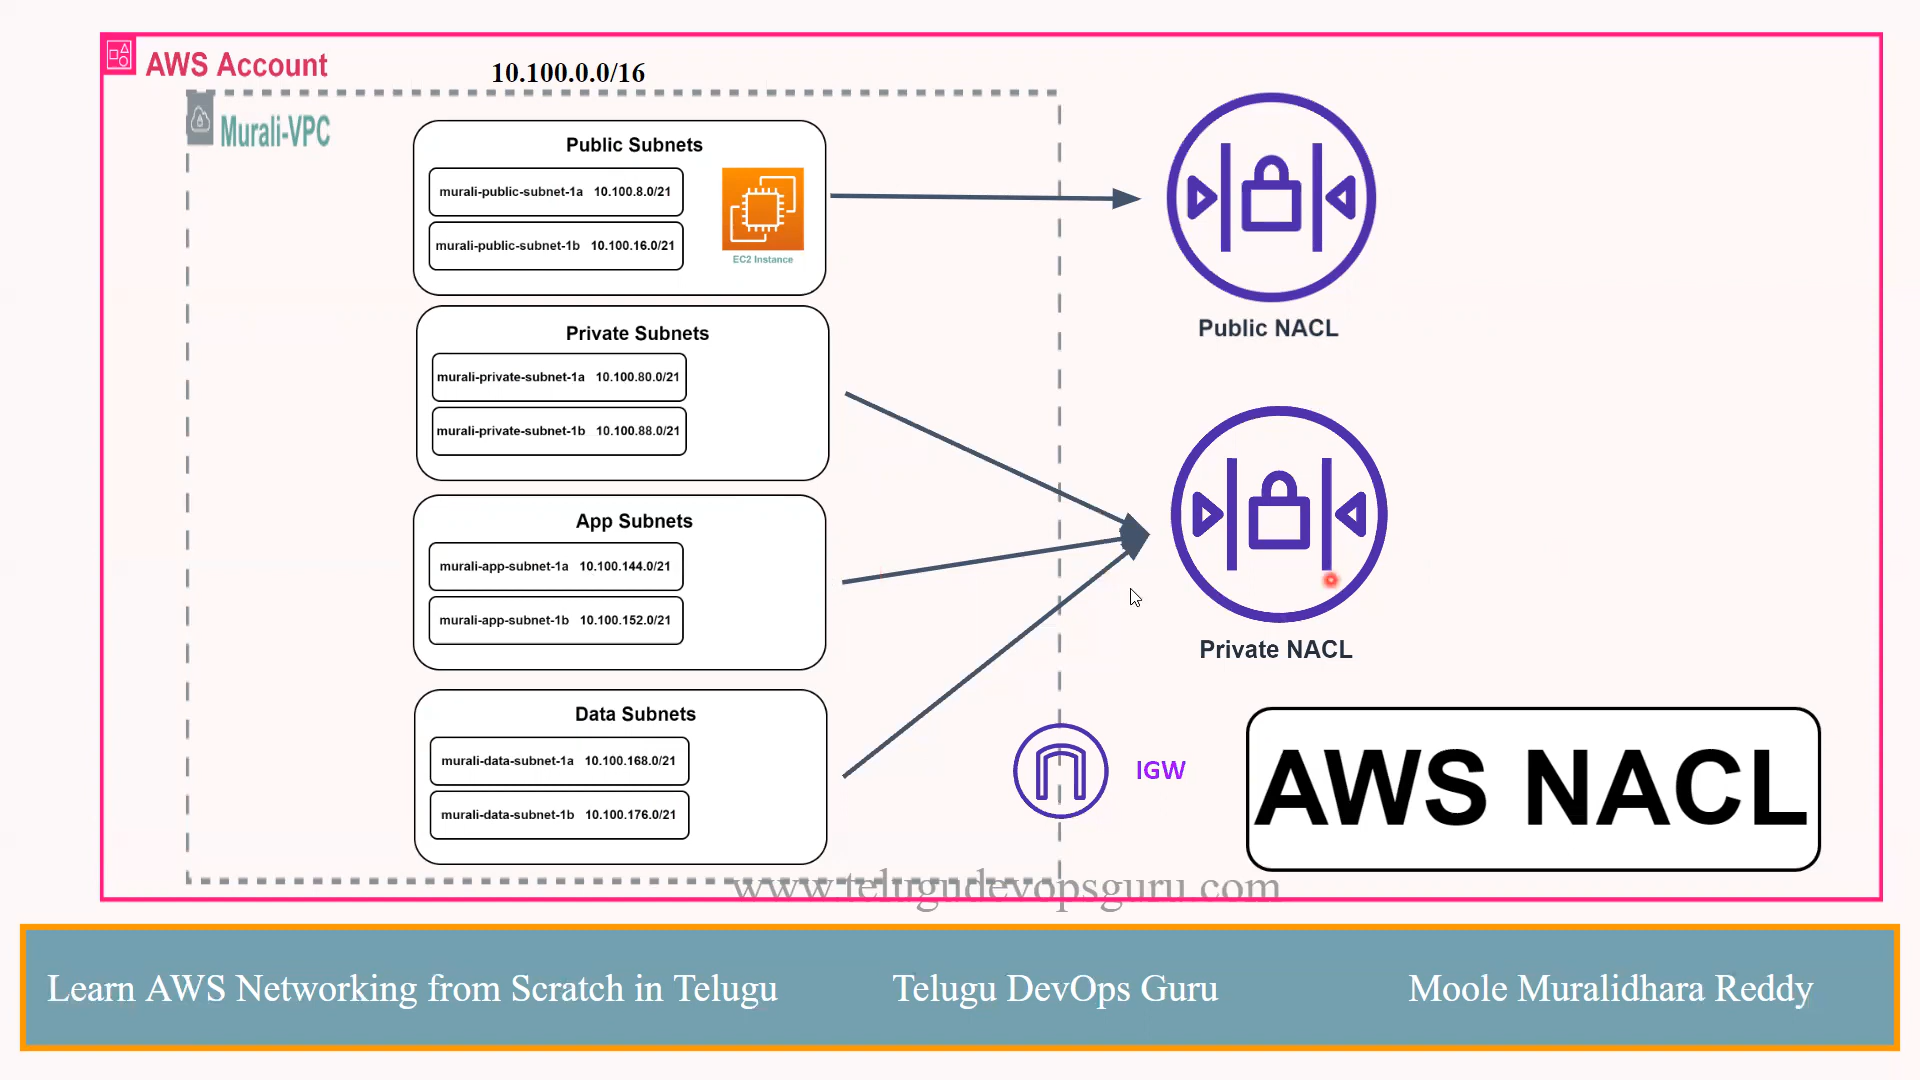 AWS Account
10.100.0.0/16
Murali-VPC
Public Subnets
murali-public-subnet-1a 10.100.8.0/21
murali-public-subnet-1b 10.100.16.0/21
EC2 Instance
Public NACL
Private Subnets
murali-private-subnet-1a 10.100.80.0/21
murali-private-subnet-1b 10.100.88.0/21
App Subnets
murali-app-subnet-1a 10.100.144.0/21
murali-app-subnet-1b 10.100.152.0/21
Private NACL
Data Subnets
murali-data-subnet-1a 10.100.168.0/21
murali-data-subnet-1b 10.100.176.0/21
IGW
AWS NACL
www.telugudevopsguru.com
Learn AWS Networking from Scratch in Telugu
Telugu DevOps Guru
Moole Muralidhara Reddy